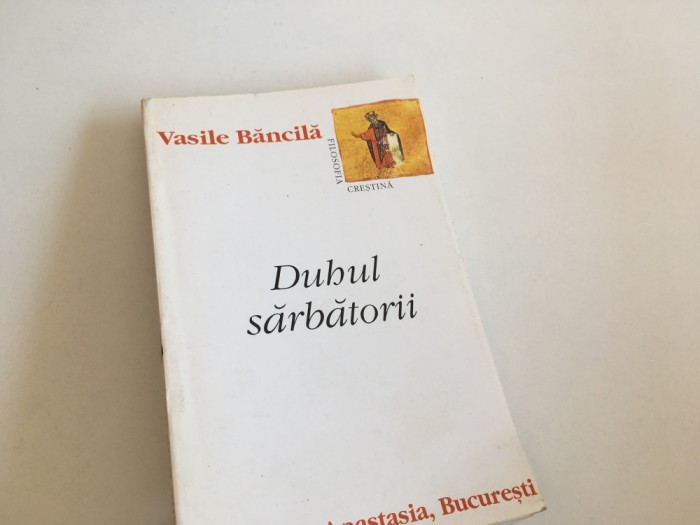 Vasile Băncilă
FILOSOFIA
CREȘTINĂ
Duhul
sărbătorii
Anastasia, București